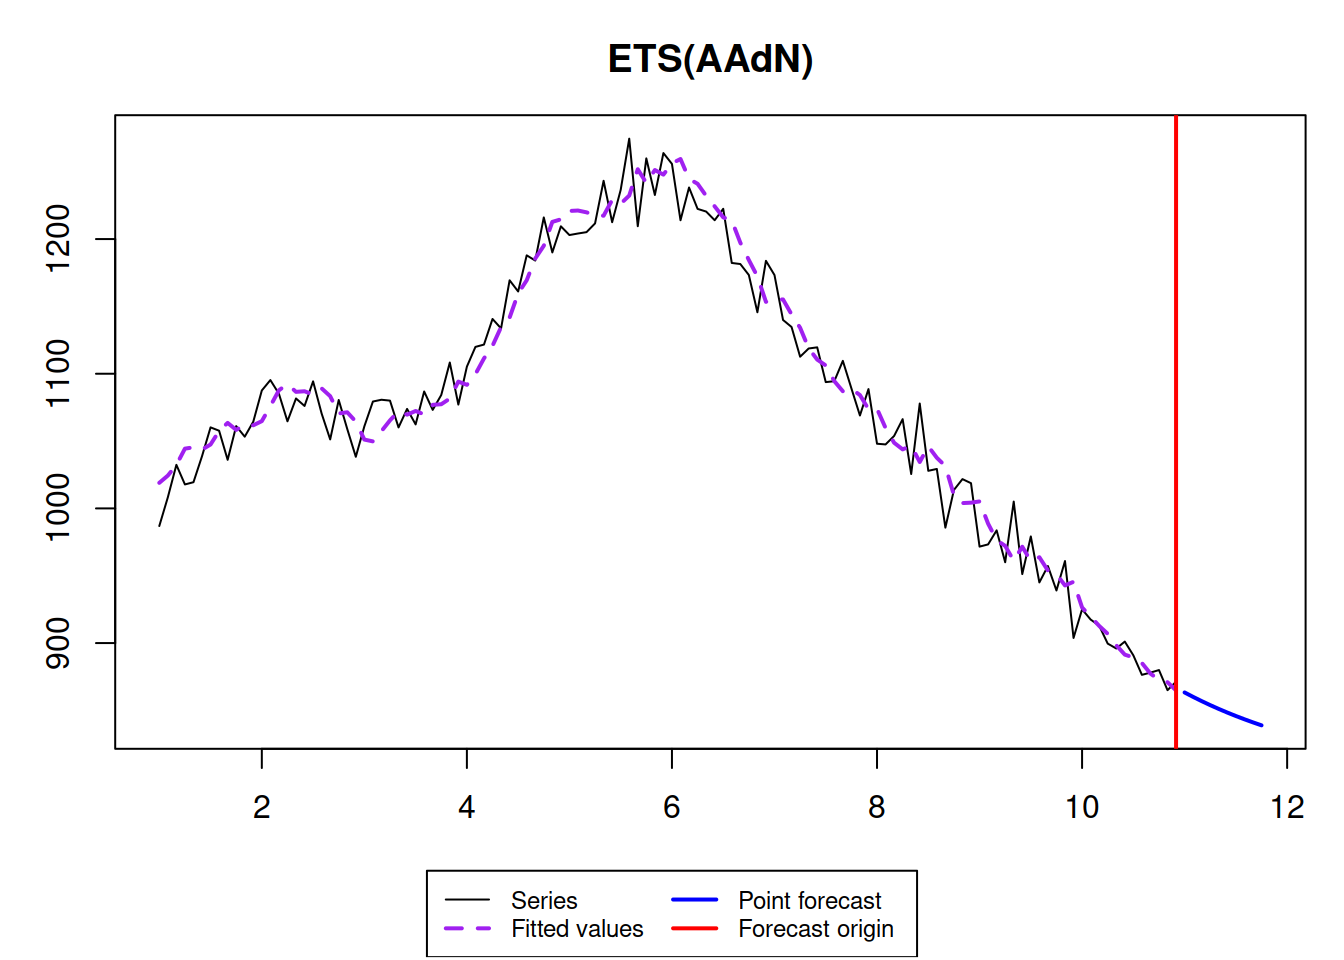 ETS(AAdN)
1200
1100
1000
900
2 4 6 8 10 12
Series Point forecast
Fitted values Forecast origin